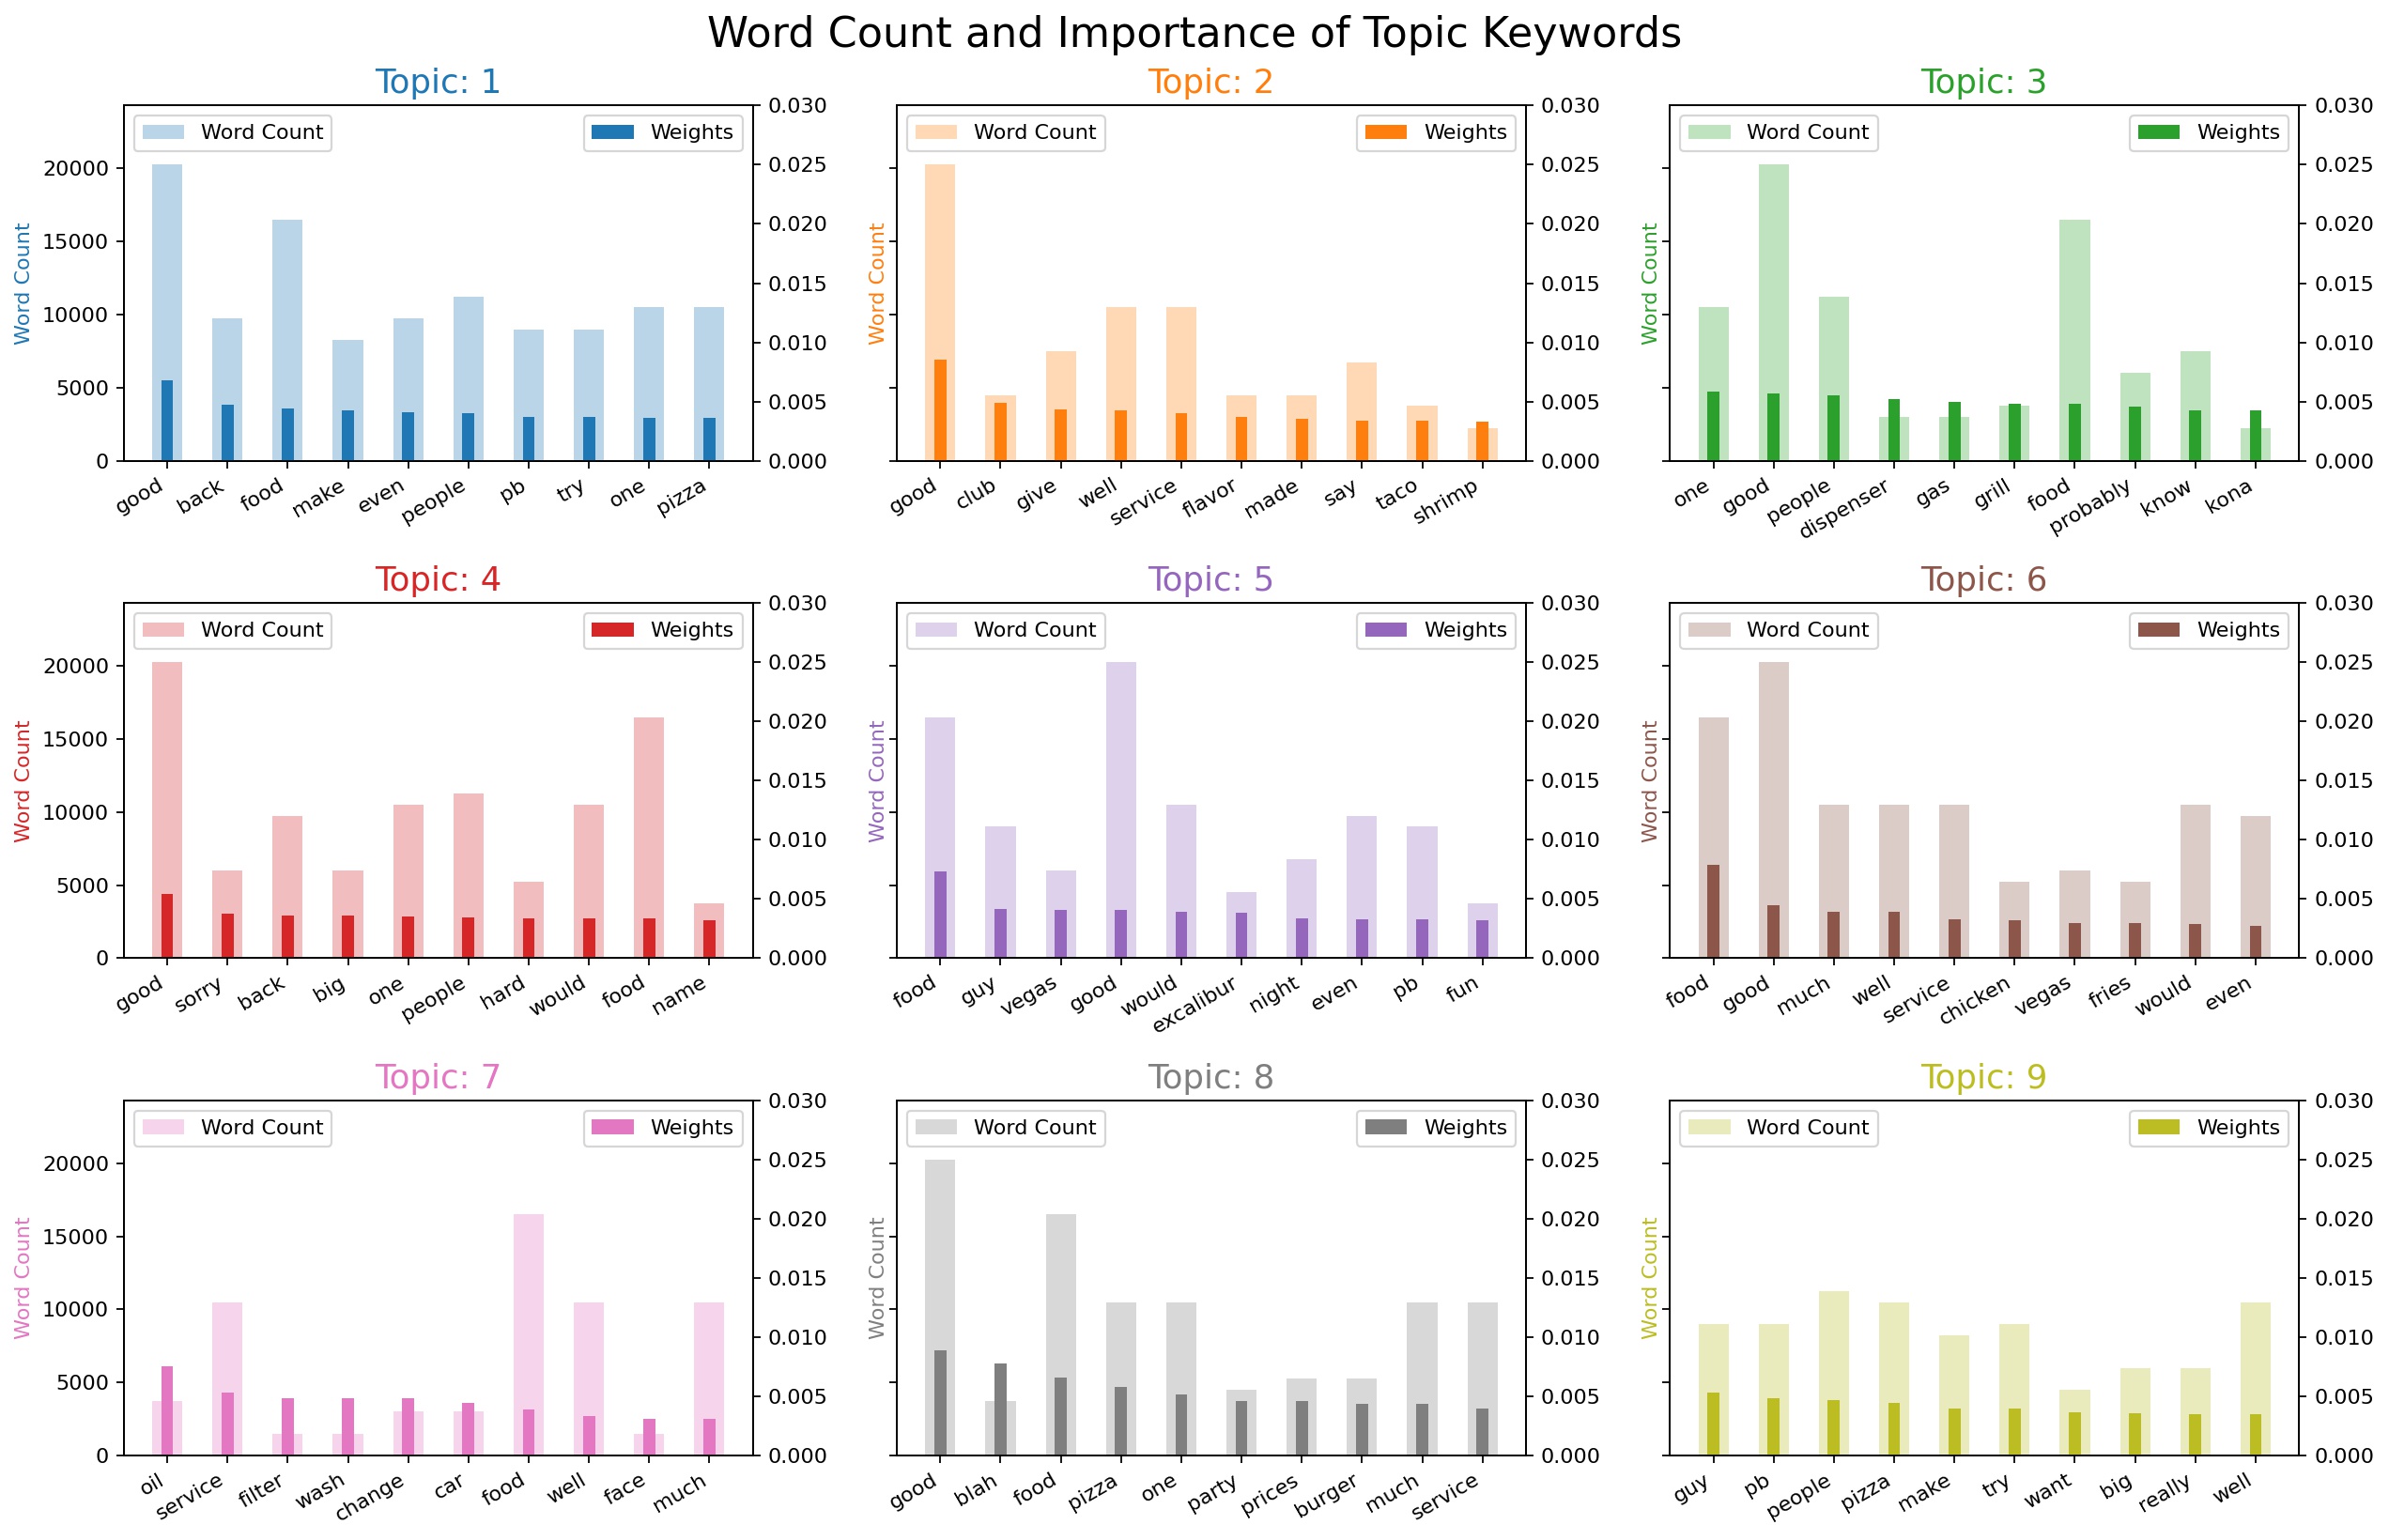 Word Count and Importance of Topic Keywords
Topic: 1
Word Count
Weights
Word Count
20000
15000
10000
5000
0
0.030
0.025
0.020
0.015
0.010
0.005
0.000
good back food make even people pb try one pizza
Topic: 2
Word Count
Weights
Word Count
0.030
0.025
0.020
0.015
0.010
0.005
0.000
good club give well service flavor made say taco shrimp
Topic: 3
Word Count
Weights
Word Count
0.030
0.025
0.020
0.015
0.010
0.005
0.000
one good people dispenser gas grill food probably know kona
Topic: 4
Word Count
Weights
Word Count
20000
15000
10000
5000
0
0.030
0.025
0.020
0.015
0.010
0.005
0.000
good sorry back big one people hard would food name
Topic: 5
Word Count
Weights
Word Count
0.030
0.025
0.020
0.015
0.010
0.005
0.000
food guy vegas good would excalibur night even pb fun
Topic: 6
Word Count
Weights
Word Count
0.030
0.025
0.020
0.015
0.010
0.005
0.000
food good much well service chicken vegas fries would even
Topic: 7
Word Count
Weights
Word Count
20000
15000
10000
5000
0
0.030
0.025
0.020
0.015
0.010
0.005
0.000
oil service filter wash change car food well face much
Topic: 8
Word Count
Weights
Word Count
0.030
0.025
0.020
0.015
0.010
0.005
0.000
good blah food pizza one party prices burger much service
Topic: 9
Word Count
Weights
Word Count
0.030
0.025
0.020
0.015
0.010
0.005
0.000
guy pb people pizza make try want big really well